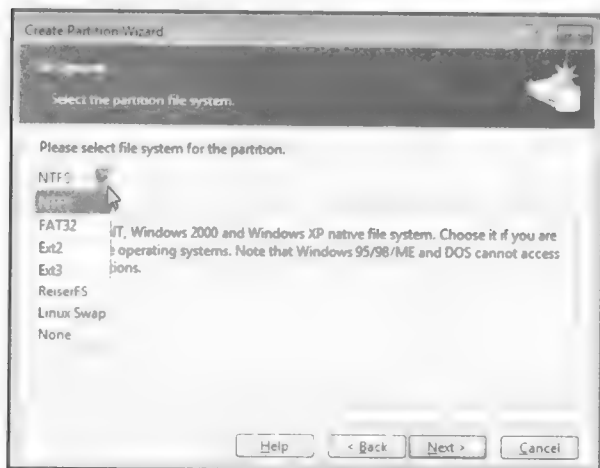 Create Partition Wizard
Select the partition file system.
Please select file system for the partition.
NTFS
NTFS
FAT32
NT, Windows 2000 and Windows XP native file system. Choose it if you are
Ext2
operating systems. Note that Windows 95/98/ME and DOS cannot access
Ext3
ReiserFS
Linux Swap
None
Help
< Back
Next >
Cancel